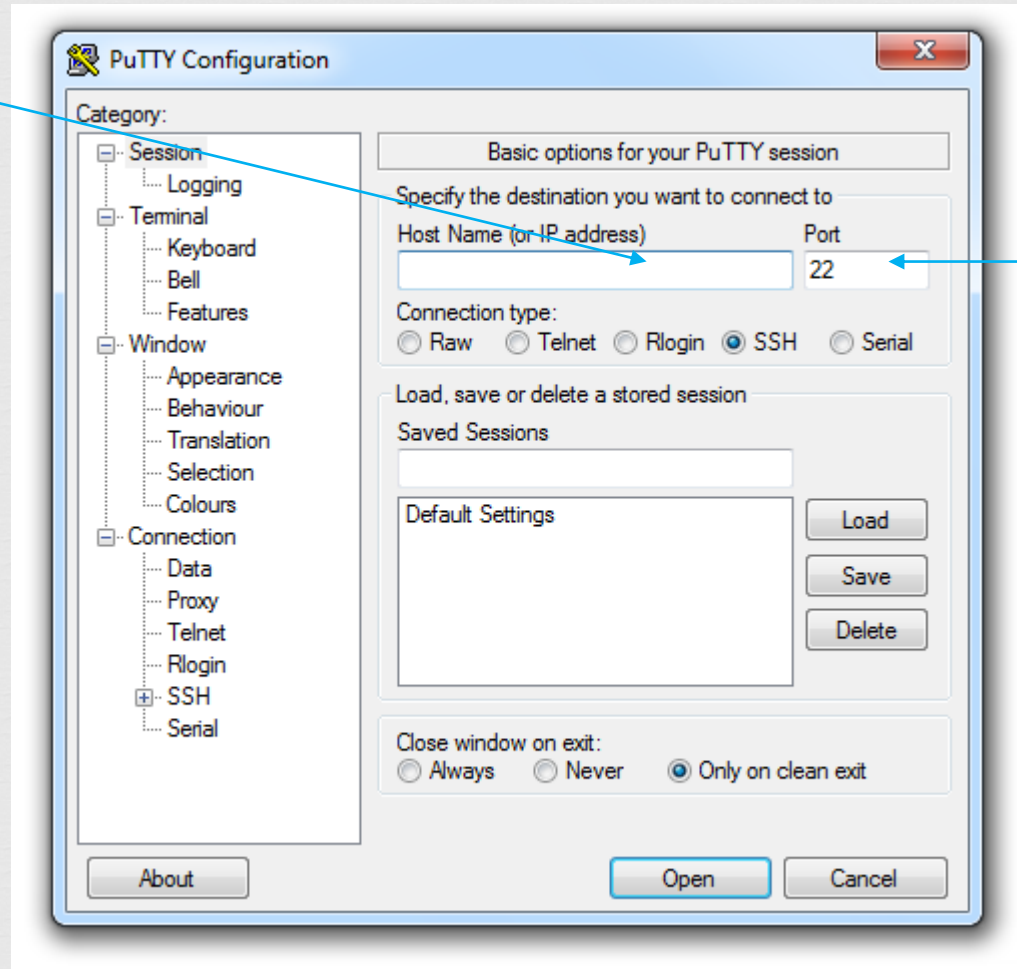 PuTTY Configuration
Category:
Session
Logging
Terminal
Keyboard
Bell
Features
Window
Appearance
Behaviour
Translation
Selection
Colours
Connection
Data
Proxy
Telnet
Rlogin
SSH
Serial
Basic options for your PuTTY session
Specify the destination you want to connect to
Host Name (or IP address) Port
22
Connection type:
Raw Telnet Rlogin SSH Serial
Load, save or delete a stored session
Saved Sessions
Default Settings
Load
Save
Delete
Close window on exit:
Always Never Only on clean exit
About Open Cancel